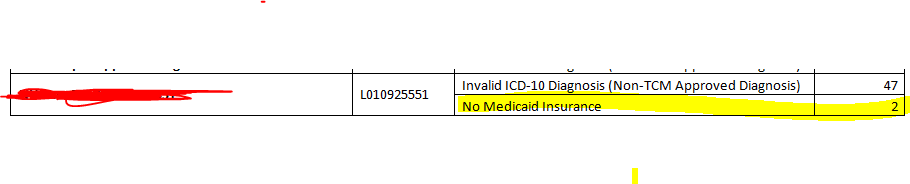 L010925551
Invalid ICD-10 Diagnosis (Non-TCM Approved Diagnosis) 47
No Medicaid Insurance 2